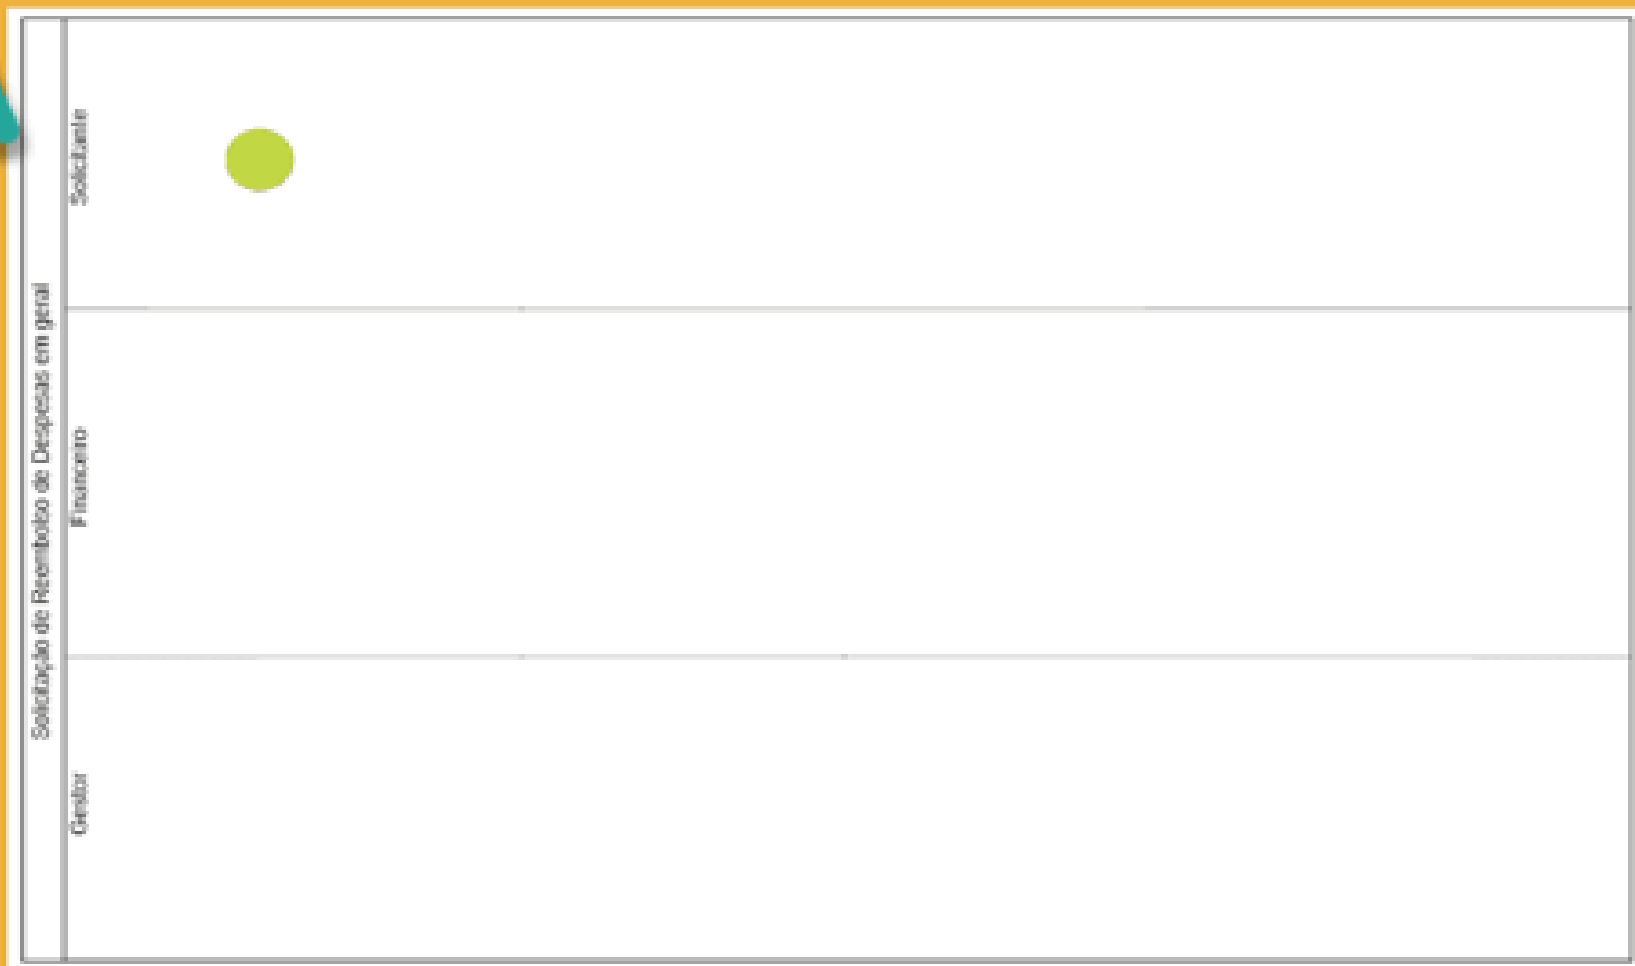 Solicitação de Reembolso de Despesas em geral
Solicitante
Financeiro
Gestor